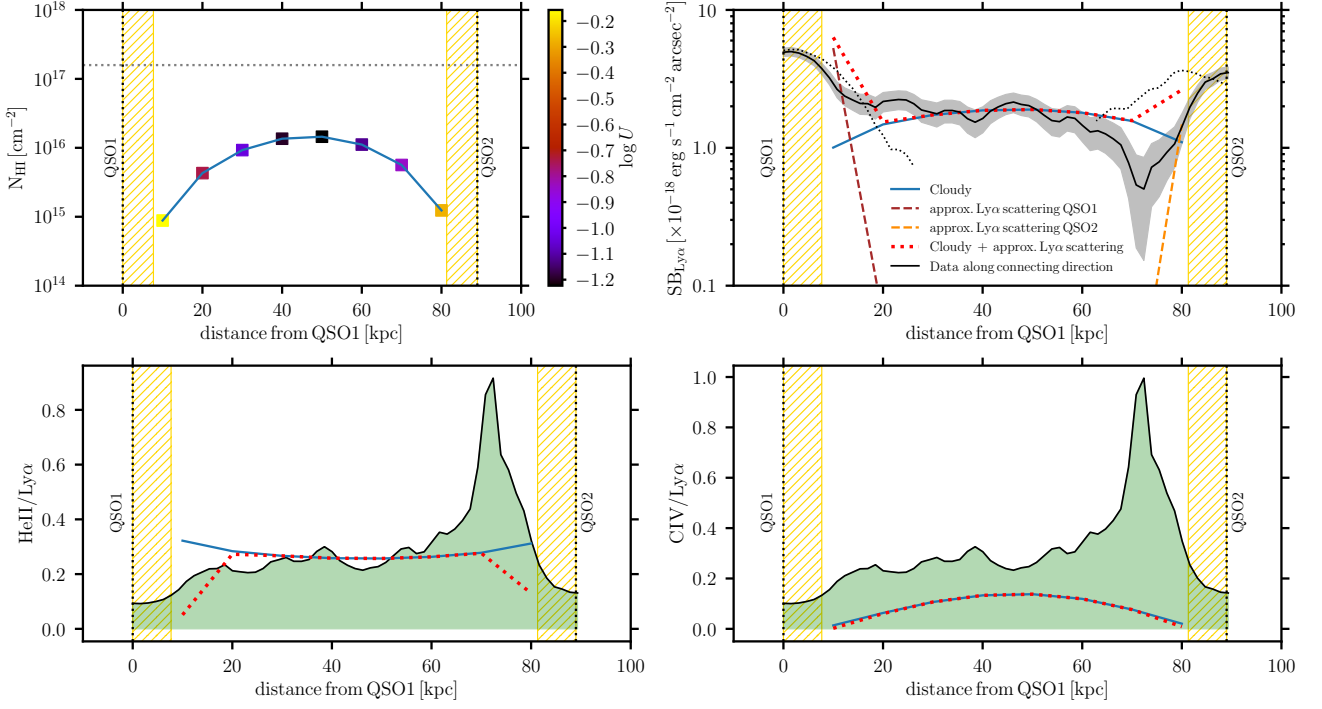 10^18
10^17
10^16
10^15
10^14
N_HI [cm^−2]
QSO1
QSO2
0 20 40 60 80 100
distance from QSO1 [kpc]
−0.2
−0.3
−0.4
−0.5
−0.6
−0.7
−0.8
−0.9
−1.0
−1.1
−1.2
log U
10
1.0
0.1
SB_Lyα [×10^−18 erg s^−1 cm^−2 arcsec^−2]
QSO1
QSO2
Cloudy
approx. Lyα scattering QSO1
approx. Lyα scattering QSO2
Cloudy + approx. Lyα scattering
Data along connecting direction
0 20 40 60 80 100
distance from QSO1 [kpc]
0.8
0.6
0.4
0.2
0.0
HeII/Lyα
QSO1
QSO2
0 20 40 60 80 100
distance from QSO1 [kpc]
1.0
0.8
0.6
0.4
0.2
0.0
CIV/Lyα
QSO1
QSO2
0 20 40 60 80 100
distance from QSO1 [kpc]